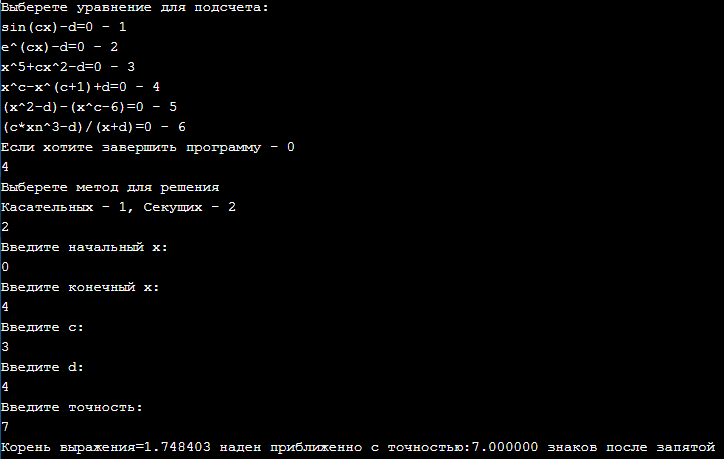 Выберете уравнение для подсчета:
sin(cx)-d=0 - 1
e^(cx)-d=0 - 2
x^5+cx^2-d=0 - 3
x^c-x^(c+1)+d=0 - 4
(x^2-d)-(x^c-6)=0 - 5
(c*xn^3-d)/(x+d)=0 - 6
Если хотите завершить программу - 0
4
Выберете метод для решения
Касательных - 1, Секущих - 2
2
Введите начальный x:
0
Введите конечный x:
4
Введите c:
3
Введите d:
4
Введите точность:
7
Корень выражения=1.748403 наден приближенно с точностью:7.000000 знаков после запятой